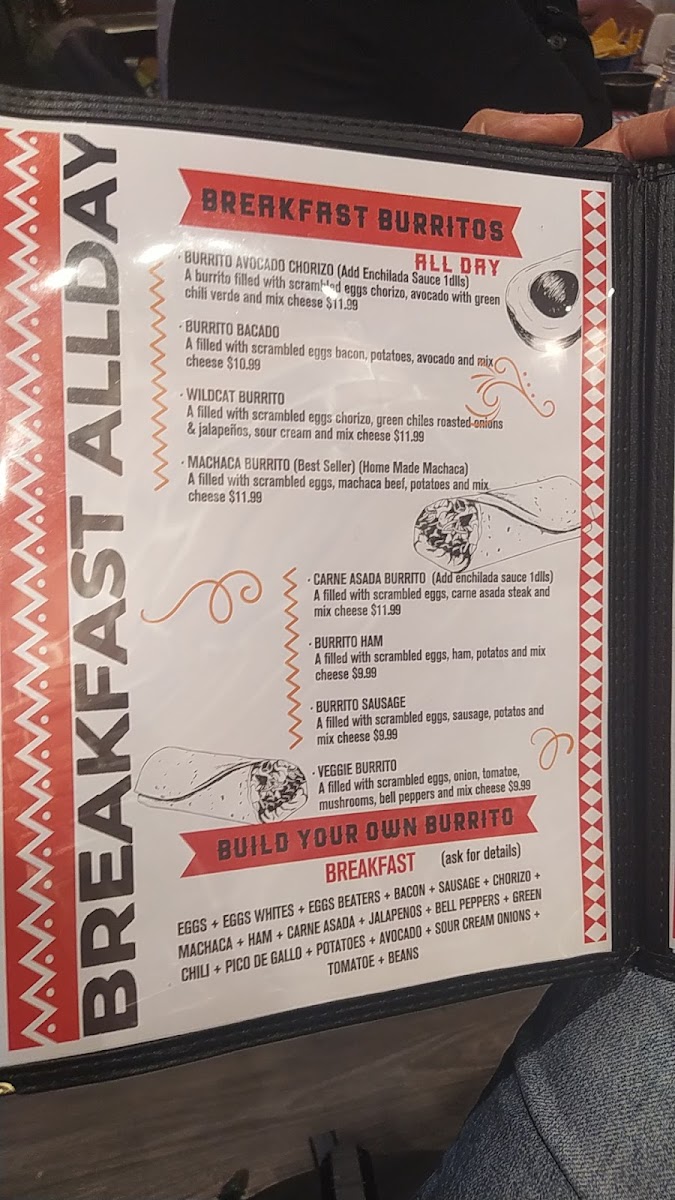 BREAKFAST ALLDAY
BREAKFAST BURRITOS
ALL DAY
· BURRITO AVOCADO CHORIZO (Add Enchilada Sauce 1dlls)
A burrito filled with scrambled eggs chorizo, avocado with green
chili verde and mix cheese $11.99
· BURRITO BACADO
A filled with scrambled eggs bacon, potatoes, avocado and mix
cheese $10.99
· WILDCAT BURRITO
A filled with scrambled eggs chorizo, green chiles roasted onions
& jalapeños, sour cream and mix cheese $11.99
· MACHACA BURRITO (Best Seller) (Home Made Machaca)
A filled with scrambled eggs, machaca beef, potatoes and mix
cheese $11.99
· CARNE ASADA BURRITO (Add enchilada sauce 1dlls)
A filled with scrambled eggs, carne asada steak and
mix cheese $11.99
· BURRITO HAM
A filled with scrambled eggs, ham, potatos and mix
cheese $9.99
· BURRITO SAUSAGE
A filled with scrambled eggs, sausage, potatos and
mix cheese $9.99
· VEGGIE BURRITO
A filled with scrambled eggs, onion, tomatoe,
mushrooms, bell peppers and mix cheese $9.99
BUILD YOUR OWN BURRITO
BREAKFAST (ask for details)
EGGS + EGGS WHITES + EGGS BEATERS + BACON + SAUSAGE + CHORIZO +
MACHACA + HAM + CARNE ASADA + JALAPENOS + BELL PEPPERS + GREEN
CHILI + PICO DE GALLO + POTATOES + AVOCADO + SOUR CREAM ONIONS +
TOMATOE + BEANS